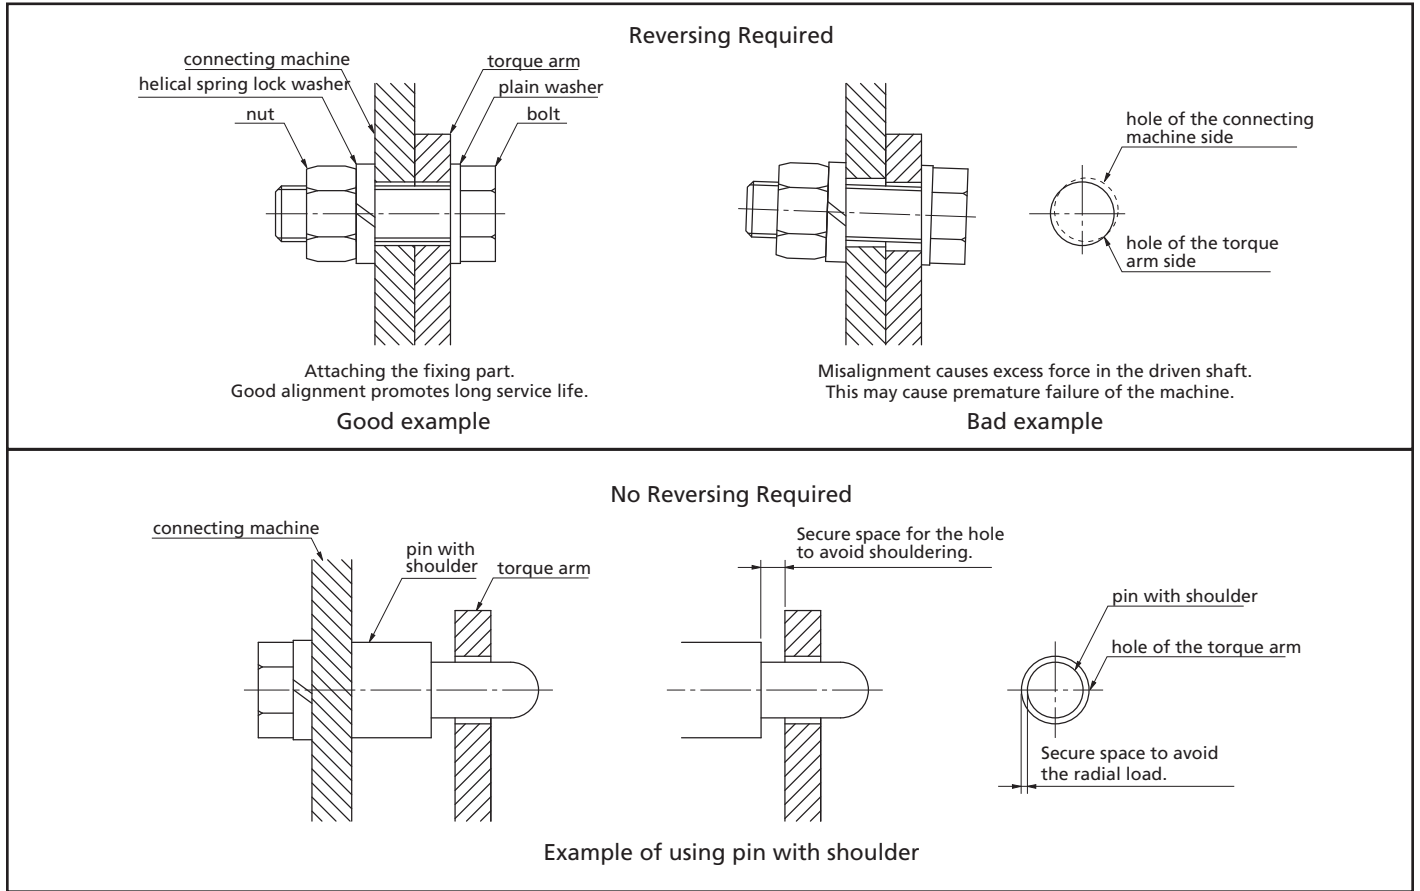 Reversing Required
connecting machine
helical spring lock washer
nut
torque arm
plain washer
bolt
hole of the connecting
machine side
hole of the torque
arm side
Attaching the fixing part.
Good alignment promotes long service life.
Good example
Misalignment causes excess force in the driven shaft.
This may cause premature failure of the machine.
Bad example
No Reversing Required
connecting machine
pin with
shoulder
torque arm
Secure space for the hole
to avoid shouldering.
pin with shoulder
hole of the torque arm
Secure space to avoid
the radial load.
Example of using pin with shoulder